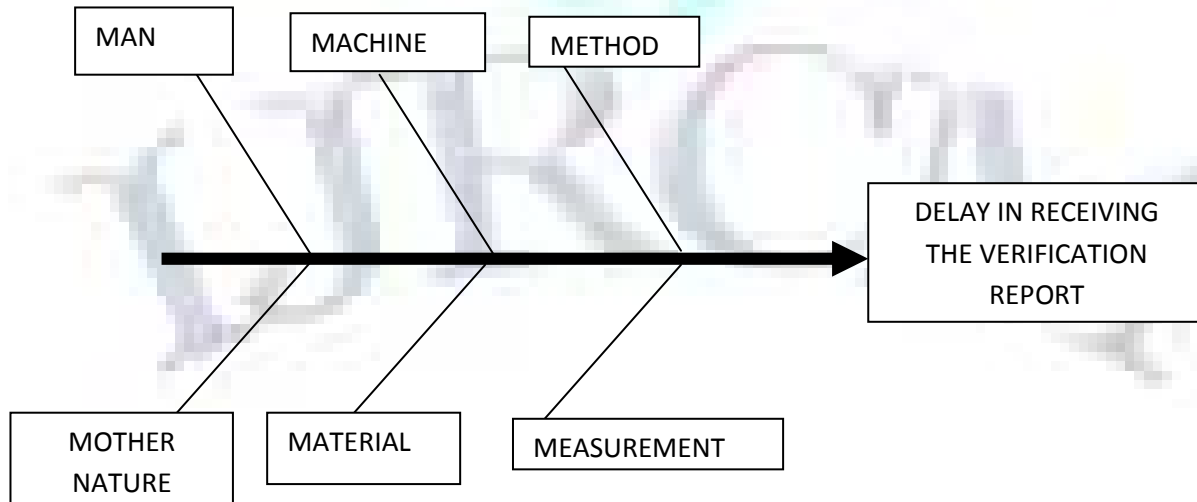 MAN
MACHINE
METHOD
DELAY IN RECEIVING
THE VERIFICATION
REPORT
MOTHER
NATURE
MATERIAL
MEASUREMENT